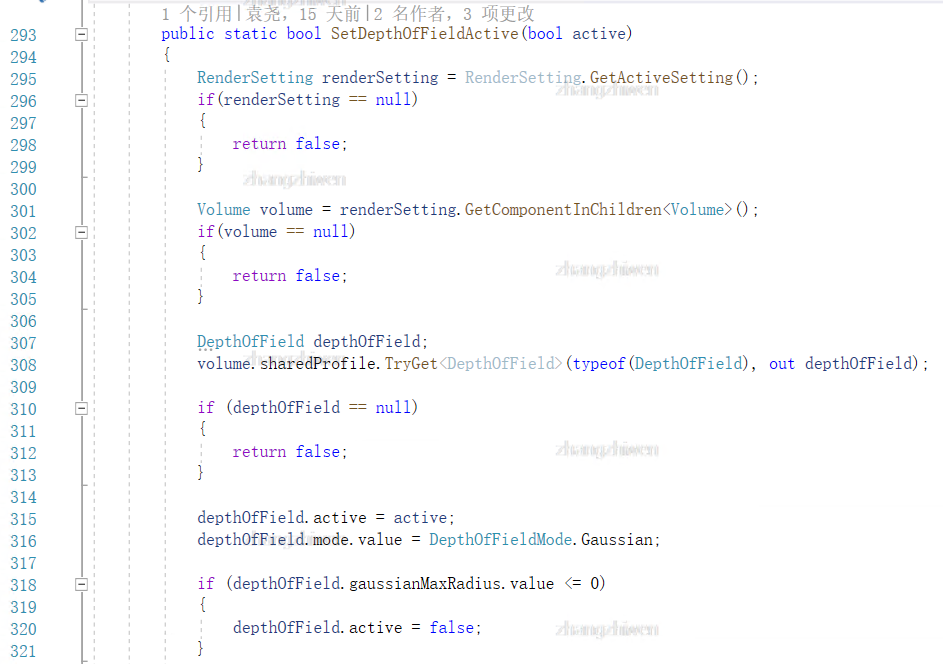 1 个引用|袁尧，15 天前|2 名作者，3 项更改
293 public static bool SetDepthOfFieldActive(bool active)
294 {
295 RenderSetting renderSetting = RenderSetting.GetActiveSetting();
296 if(renderSetting == null)
297 {
298 return false;
299 }
300
301 Volume volume = renderSetting.GetComponentInChildren<Volume>();
302 if(volume == null)
303 {
304 return false;
305 }
306
307 DepthOfField depthOfField;
308 volume.sharedProfile.TryGet<DepthOfField>(typeof(DepthOfField), out depthOfField);
309
310 if (depthOfField == null)
311 {
312 return false;
313 }
314
315 depthOfField.active = active;
316 depthOfField.mode.value = DepthOfFieldMode.Gaussian;
317
318 if (depthOfField.gaussianMaxRadius.value <= 0)
319 {
320 depthOfField.active = false;
321 }
zhangzhiwen
zhangzhiwen
zhangzhiwen
zhangzhiwen
zhangzhiwen